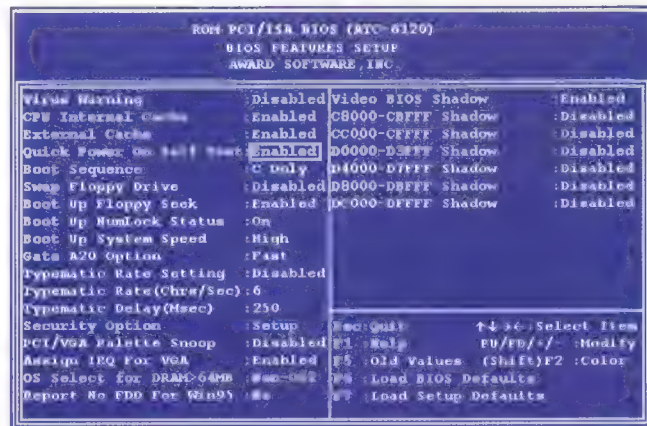 ROM PCI/ISA BIOS (ATC-6120)
BIOS FEATURES SETUP
AWARD SOFTWARE, INC.
Virus Warning :Disabled
CPU Internal Cache :Enabled
External Cache :Enabled
Quick Power On Self Test:Enabled
Boot Sequence :C Only
Swap Floppy Drive :Disabled
Boot Up Floppy Seek :Enabled
Boot Up NumLock Status :On
Boot Up System Speed :High
Gate A20 Option :Fast
Typematic Rate Setting :Disabled
Typematic Rate(Chrs/Sec):6
Typematic Delay(Msec) :250
Security Option :Setup
PCI/VGA Palette Snoop :Disabled
Assign IRQ For VGA :Enabled
OS Select for DRAM>64MB :Non-OS2
Report No FDD For Win95 :No
Video BIOS Shadow :Enabled
C8000-CBFFF Shadow :Disabled
CC000-CFFFF Shadow :Disabled
D0000-D3FFF Shadow :Disabled
D4000-D7FFF Shadow :Disabled
D8000-DBFFF Shadow :Disabled
DC000-DFFFF Shadow :Disabled
Esc:Quit ↑↓→←:Select Item
F1 :Help PU/PD/+/- :Modify
F5 :Old Values (Shift)F2 :Color
F6 :Load BIOS Defaults
F7 :Load Setup Defaults